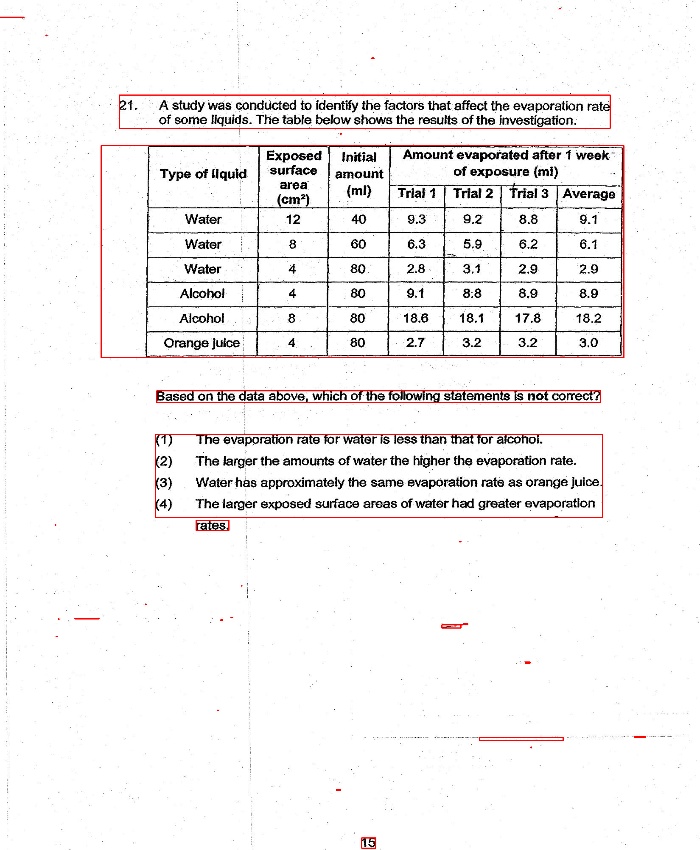 21. A study was conducted to identify the factors that affect the evaporation rate
of some liquids. The table below shows the results of the investigation.
Type of liquid | Exposed surface area (cm²) | Initial amount (ml) | Amount evaporated after 1 week of exposure (ml)
Trial 1 | Trial 2 | Trial 3 | Average
Water | 12 | 40 | 9.3 | 9.2 | 8.8 | 9.1
Water | 8 | 60 | 6.3 | 5.9 | 6.2 | 6.1
Water | 4 | 80 | 2.8 | 3.1 | 2.9 | 2.9
Alcohol | 4 | 80 | 9.1 | 8.8 | 8.9 | 8.9
Alcohol | 8 | 80 | 18.6 | 18.1 | 17.8 | 18.2
Orange juice | 4 | 80 | 2.7 | 3.2 | 3.2 | 3.0
Based on the data above, which of the following statements is not correct?
(1) The evaporation rate for water is less than that for alcohol.
(2) The larger the amounts of water the higher the evaporation rate.
(3) Water has approximately the same evaporation rate as orange juice.
(4) The larger exposed surface areas of water had greater evaporation
rates.
15